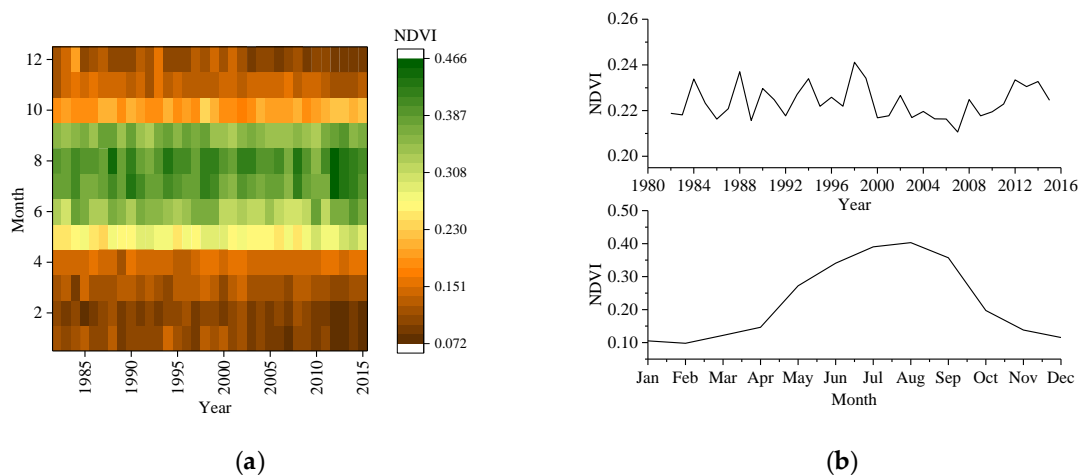 NDVI
12
10
8
6
4
2
Month
1985
1990
1995
2000
2005
2010
2015
Year
0.466
0.387
0.308
0.230
0.151
0.072
(a)
0.26
0.24
0.22
0.20
NDVI
1980 1984 1988 1992 1996 2000 2004 2008 2012 2016
Year
0.50
0.40
0.30
0.20
0.10
NDVI
Jan Feb Mar Apr May Jun Jul Aug Sep Oct Nov Dec
Month
(b)